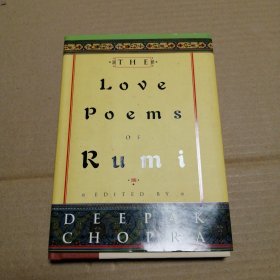 THE
Love
Poems
OF
Rumi
EDITED BY
DEEPAK
CHOPRA